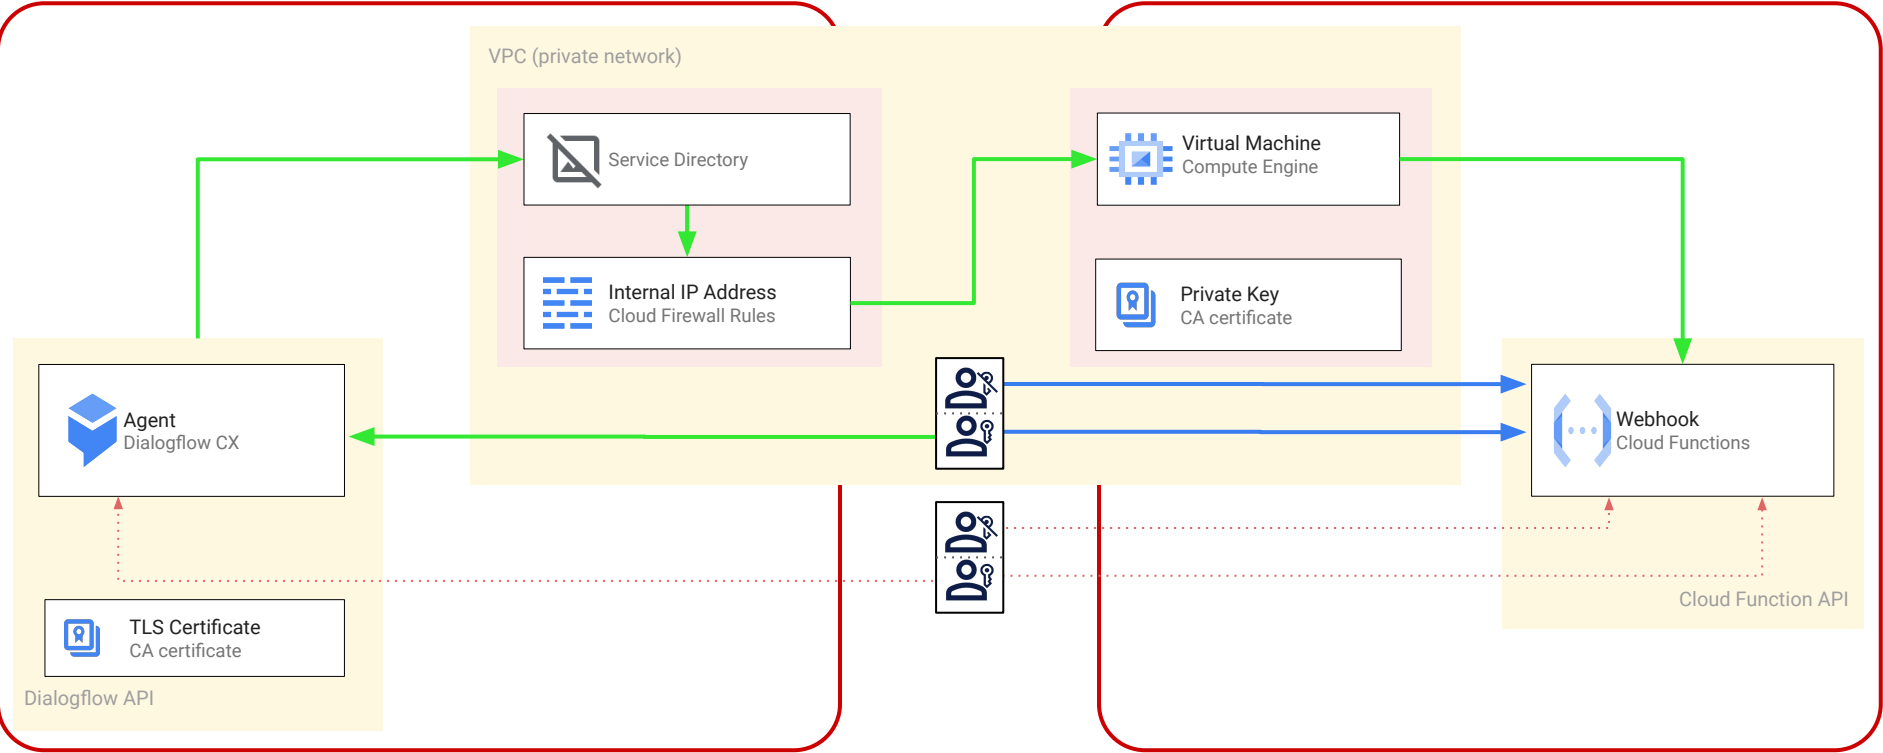 VPC (private network)
Service Directory
Virtual Machine
Compute Engine
Internal IP Address
Cloud Firewall Rules
Private Key
CA certificate
Agent
Dialogflow CX
Webhook
Cloud Functions
Cloud Function API
TLS Certificate
CA certificate
Dialogflow API